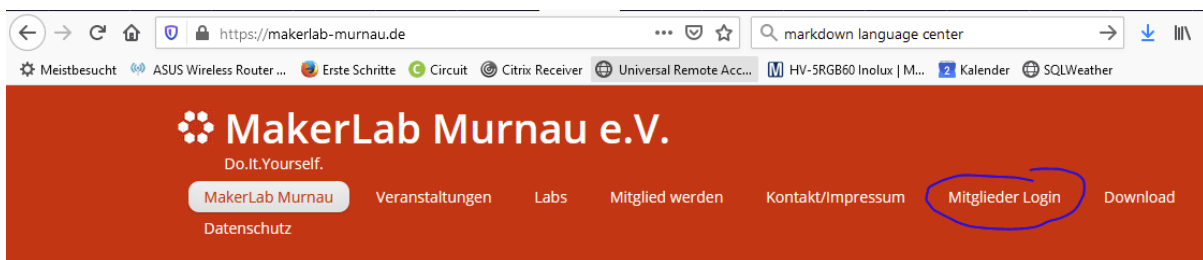 https://makerlab-murnau.de markdown language center
Meistbesucht ASUS Wireless Router ... Erste Schritte Circuit Citrix Receiver Universal Remote Acc... HV-5RGB60 Inolux | M... 2 Kalender SQLWeather
MakerLab Murnau e.V.
Do.It.Yourself.
MakerLab Murnau Veranstaltungen Labs Mitglied werden Kontakt/Impressum Mitglieder Login Download
Datenschutz